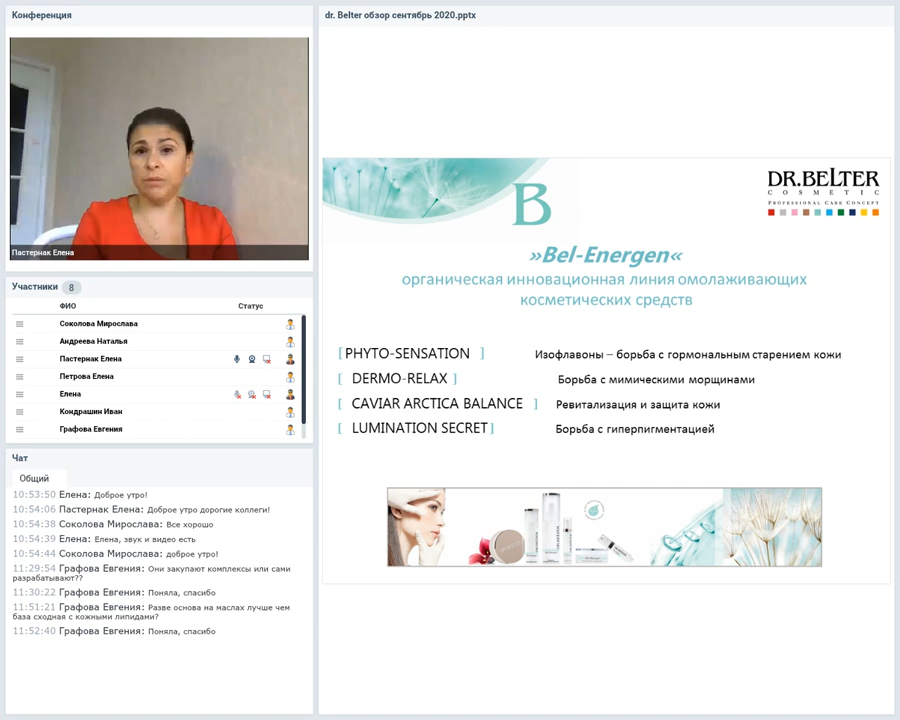 Конференция
Пастернак Елена
Участники 8
ФИО Статус
Соколова Мирослава
Андреева Наталья
Пастернак Елена
Петрова Елена
Елена
Кондрашин Иван
Графова Евгения
Чат
Общий
10:53:50 Елена: Доброе утро!
10:54:06 Пастернак Елена: Доброе утро дорогие коллеги!
10:54:38 Соколова Мирослава: Все хорошо
10:54:39 Елена: Елена, звук и видео есть
10:54:44 Соколова Мирослава: доброе утро!
11:29:54 Графова Евгения: Они закупают комплексы или сами
разрабатывают??
11:30:22 Графова Евгения: Поняла, спасибо
11:51:21 Графова Евгения: Разве основа на маслах лучше чем
база сходная с кожными липидами?
11:52:40 Графова Евгения: Поняла, спасибо
dr. Belter обзор сентябрь 2020.pptx
B
DR.BELTER
COSMETIC
PROFESSIONAL CARE CONCEPT
»Bel-Energen«
органическая инновационная линия омолаживающих
косметических средств
[ PHYTO-SENSATION ] Изофлавоны – борьба с гормональным старением кожи
[ DERMO-RELAX ] Борьба с мимическими морщинами
[ CAVIAR ARCTICA BALANCE ] Ревитализация и защита кожи
[ LUMINATION SECRET ] Борьба с гиперпигментацией